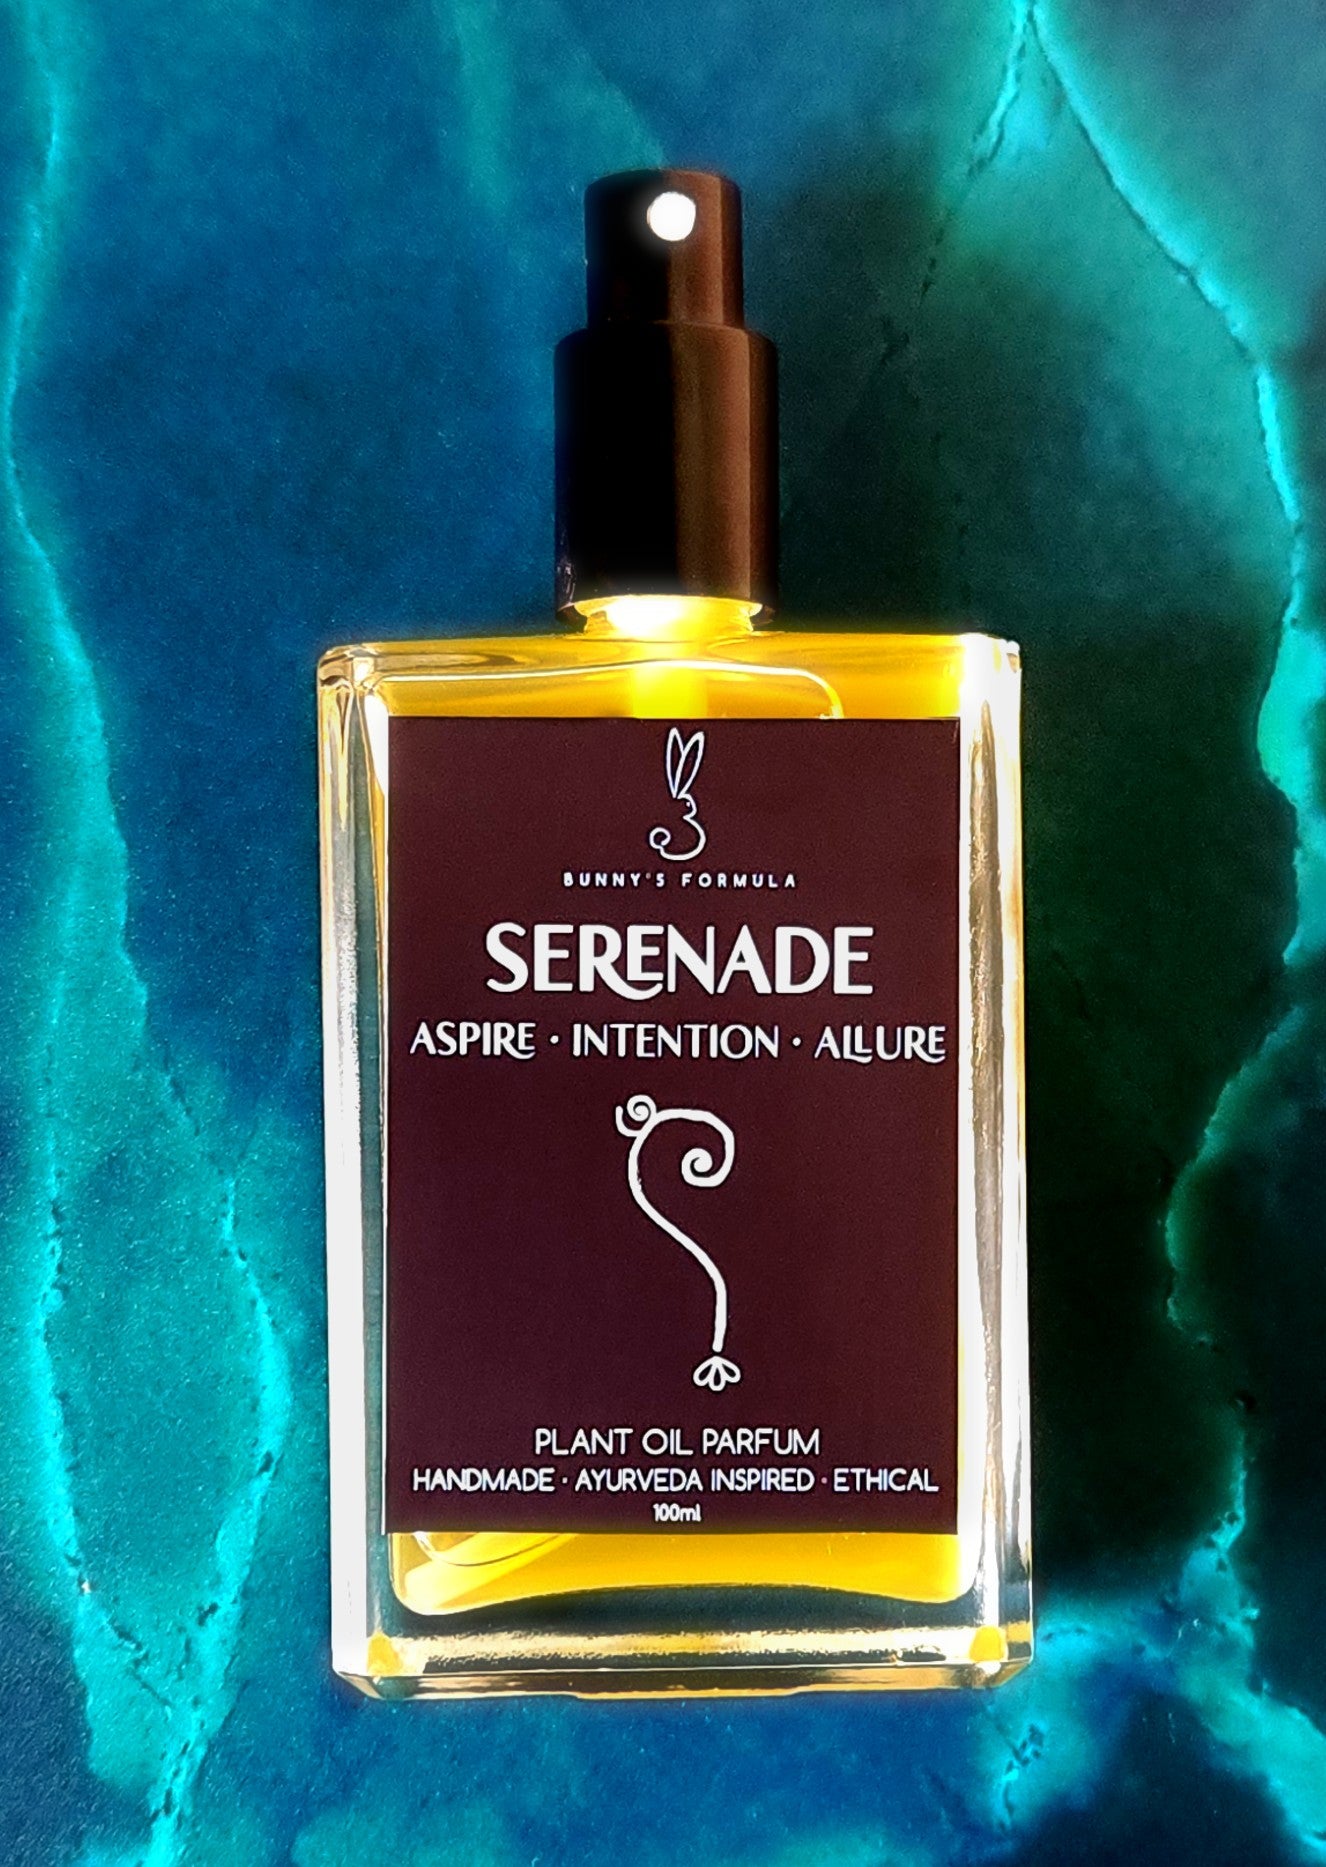 BUNNY'S FORMULA
SERENADE
ASPIRE · INTENTION · ALLURE
PLANT OIL PARFUM
HANDMADE · AYURVEDA INSPIRED · ETHICAL
100ml